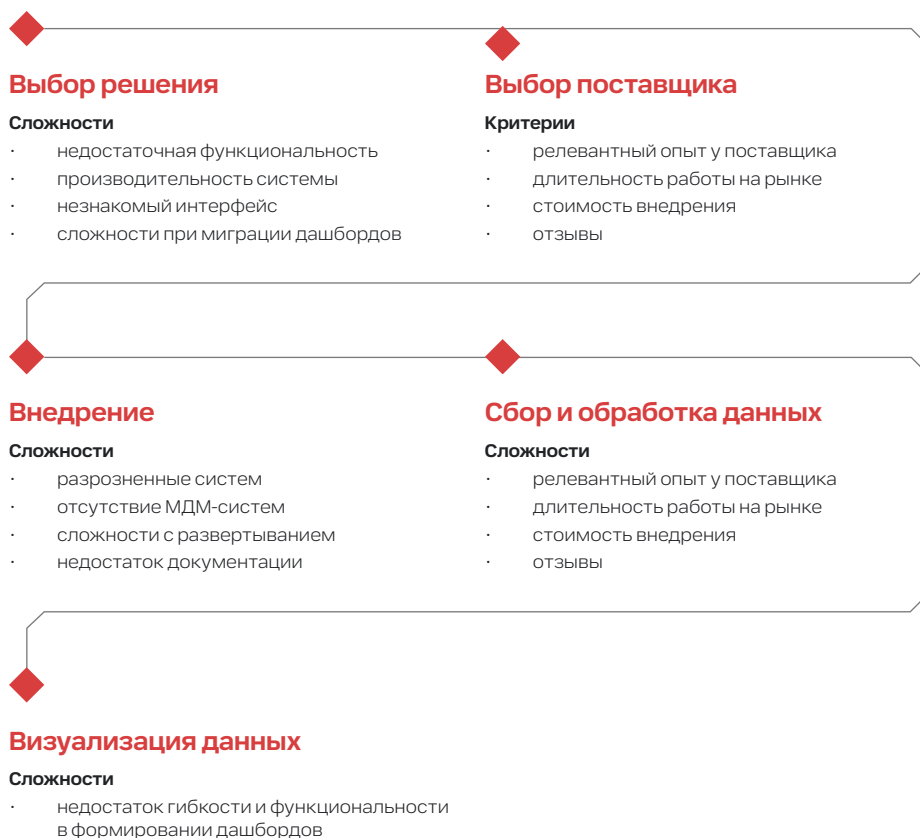 Выбор решения
Сложности
· недостаточная функциональность
· производительность системы
· незнакомый интерфейс
· сложности при миграции дашбордов
Выбор поставщика
Критерии
· релевантный опыт у поставщика
· длительность работы на рынке
· стоимость внедрения
· отзывы
Внедрение
Сложности
· разрозненные систем
· отсутствие МДМ-систем
· сложности с развертыванием
· недостаток документации
Сбор и обработка данных
Сложности
· релевантный опыт у поставщика
· длительность работы на рынке
· стоимость внедрения
· отзывы
Визуализация данных
Сложности
· недостаток гибкости и функциональности
в формировании дашбордов